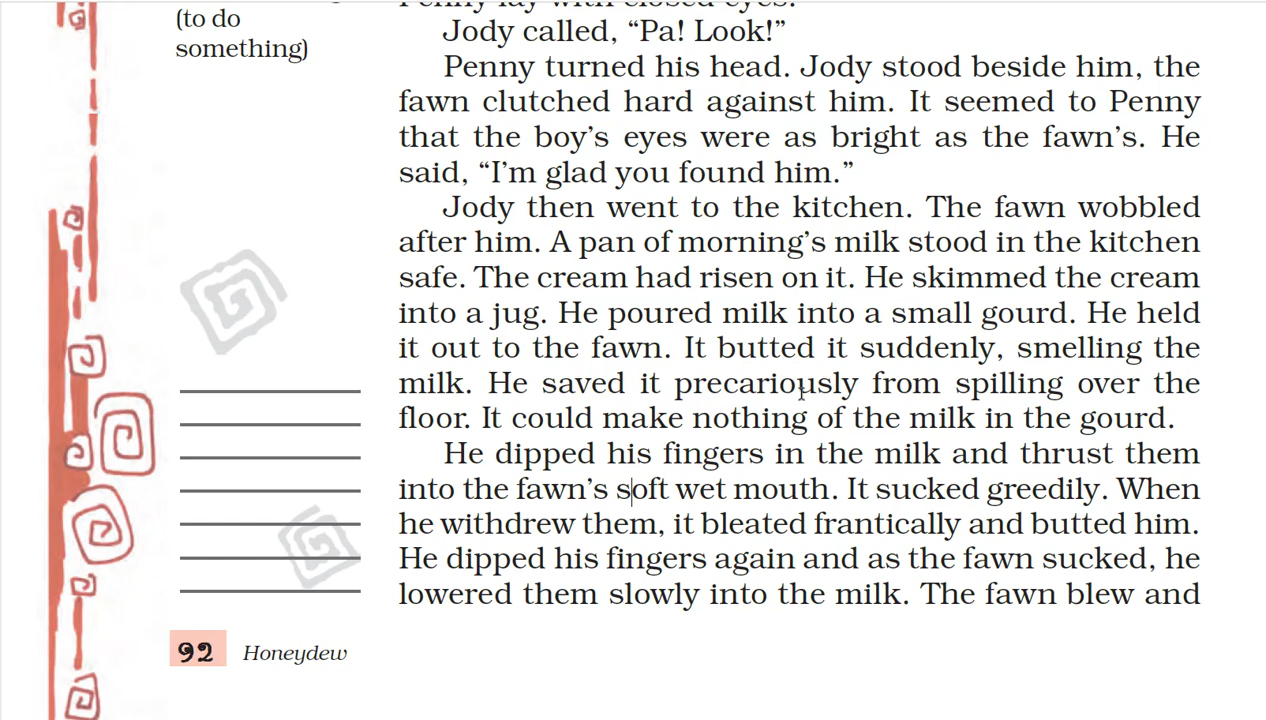 (to do
something)
Penny lay with closed eyes.
Jody called, “Pa! Look!”
Penny turned his head. Jody stood beside him, the
fawn clutched hard against him. It seemed to Penny
that the boy’s eyes were as bright as the fawn’s. He
said, “I’m glad you found him.”
Jody then went to the kitchen. The fawn wobbled
after him. A pan of morning’s milk stood in the kitchen
safe. The cream had risen on it. He skimmed the cream
into a jug. He poured milk into a small gourd. He held
it out to the fawn. It butted it suddenly, smelling the
milk. He saved it precariously from spilling over the
floor. It could make nothing of the milk in the gourd.
He dipped his fingers in the milk and thrust them
into the fawn’s soft wet mouth. It sucked greedily. When
he withdrew them, it bleated frantically and butted him.
He dipped his fingers again and as the fawn sucked, he
lowered them slowly into the milk. The fawn blew and
92 Honeydew